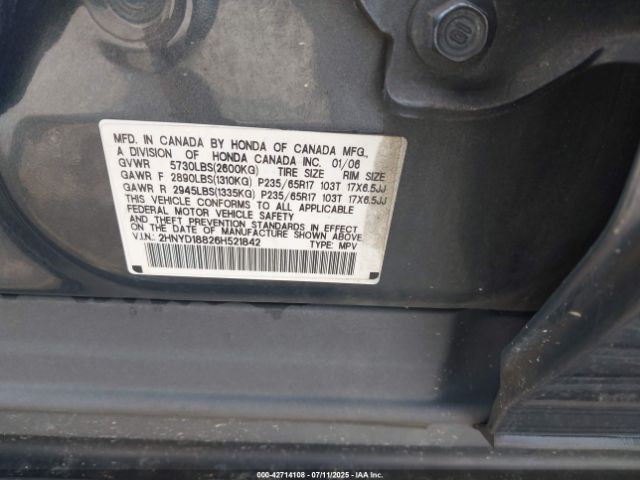 MFD. IN CANADA BY HONDA OF CANADA MFG.,
A DIVISION OF HONDA CANADA INC. 01/06
GVWR 5730LBS(2600KG) TIRE SIZE RIM SIZE
GAWR F 2890LBS(1310KG) P235/65R17 103T 17X6.5JJ
GAWR R 2945LBS(1335KG) P235/65R17 103T 17X6.5JJ
THIS VEHICLE CONFORMS TO ALL APPLICABLE
FEDERAL MOTOR VEHICLE SAFETY
STANDARDS IN EFFECT
ON THE DATE OF MANUFACTURE SHOWN ABOVE.
V.I.N.: 2HNYD18826H521842 TYPE: MPV
000-42714108 - 07/11/2025 - IAA Inc.